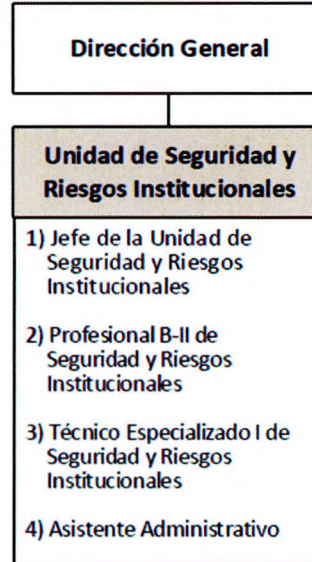 Dirección General
Unidad de Seguridad y
Riesgos Institucionales
1) Jefe de la Unidad de
Seguridad y Riesgos
Institucionales
2) Profesional B-II de
Seguridad y Riesgos
Institucionales
3) Técnico Especializado I de
Seguridad y Riesgos
Institucionales
4) Asistente Administrativo